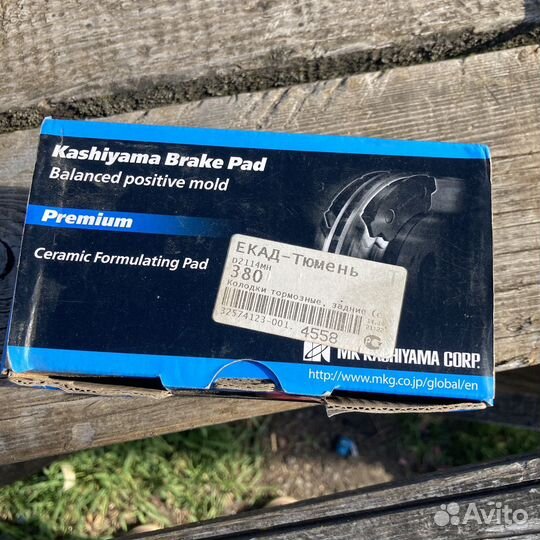 Kashiyama Brake Pad
Balanced positive mold
Premium
Ceramic Formulating Pad
ЕКАД-Тюмень
D2114MH
380
Колодки тормозные, задние (с
32574123-001. 4558
РСТ
MK KASHIYAMA CORP.
http://www.mkg.co.jp/global/en
Avito